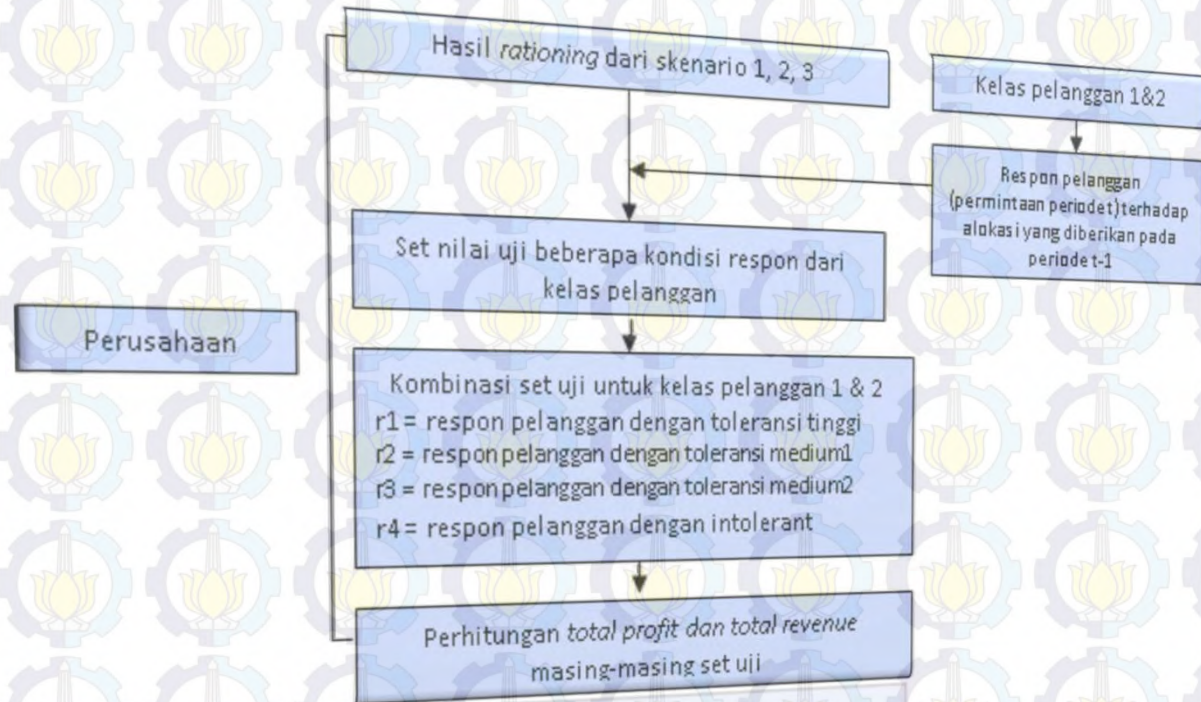 Hasil rationing dari skenario 1, 2, 3
Kelas pelanggan 1&2
Respon pelanggan
(permintaan periode t) terhadap
alokasi yang diberikan pada
periode t-1
Set nilai uji beberapa kondisi respon dari
kelas pelanggan
Perusahaan
Kombinasi set uji untuk kelas pelanggan 1 & 2
r1 = respon pelanggan dengan toleransi tinggi
r2 = respon pelanggan dengan toleransi medium1
r3 = respon pelanggan dengan toleransi medium2
r4 = respon pelanggan dengan intolerant
Perhitungan total profit dan total revenue
masing-masing set uji